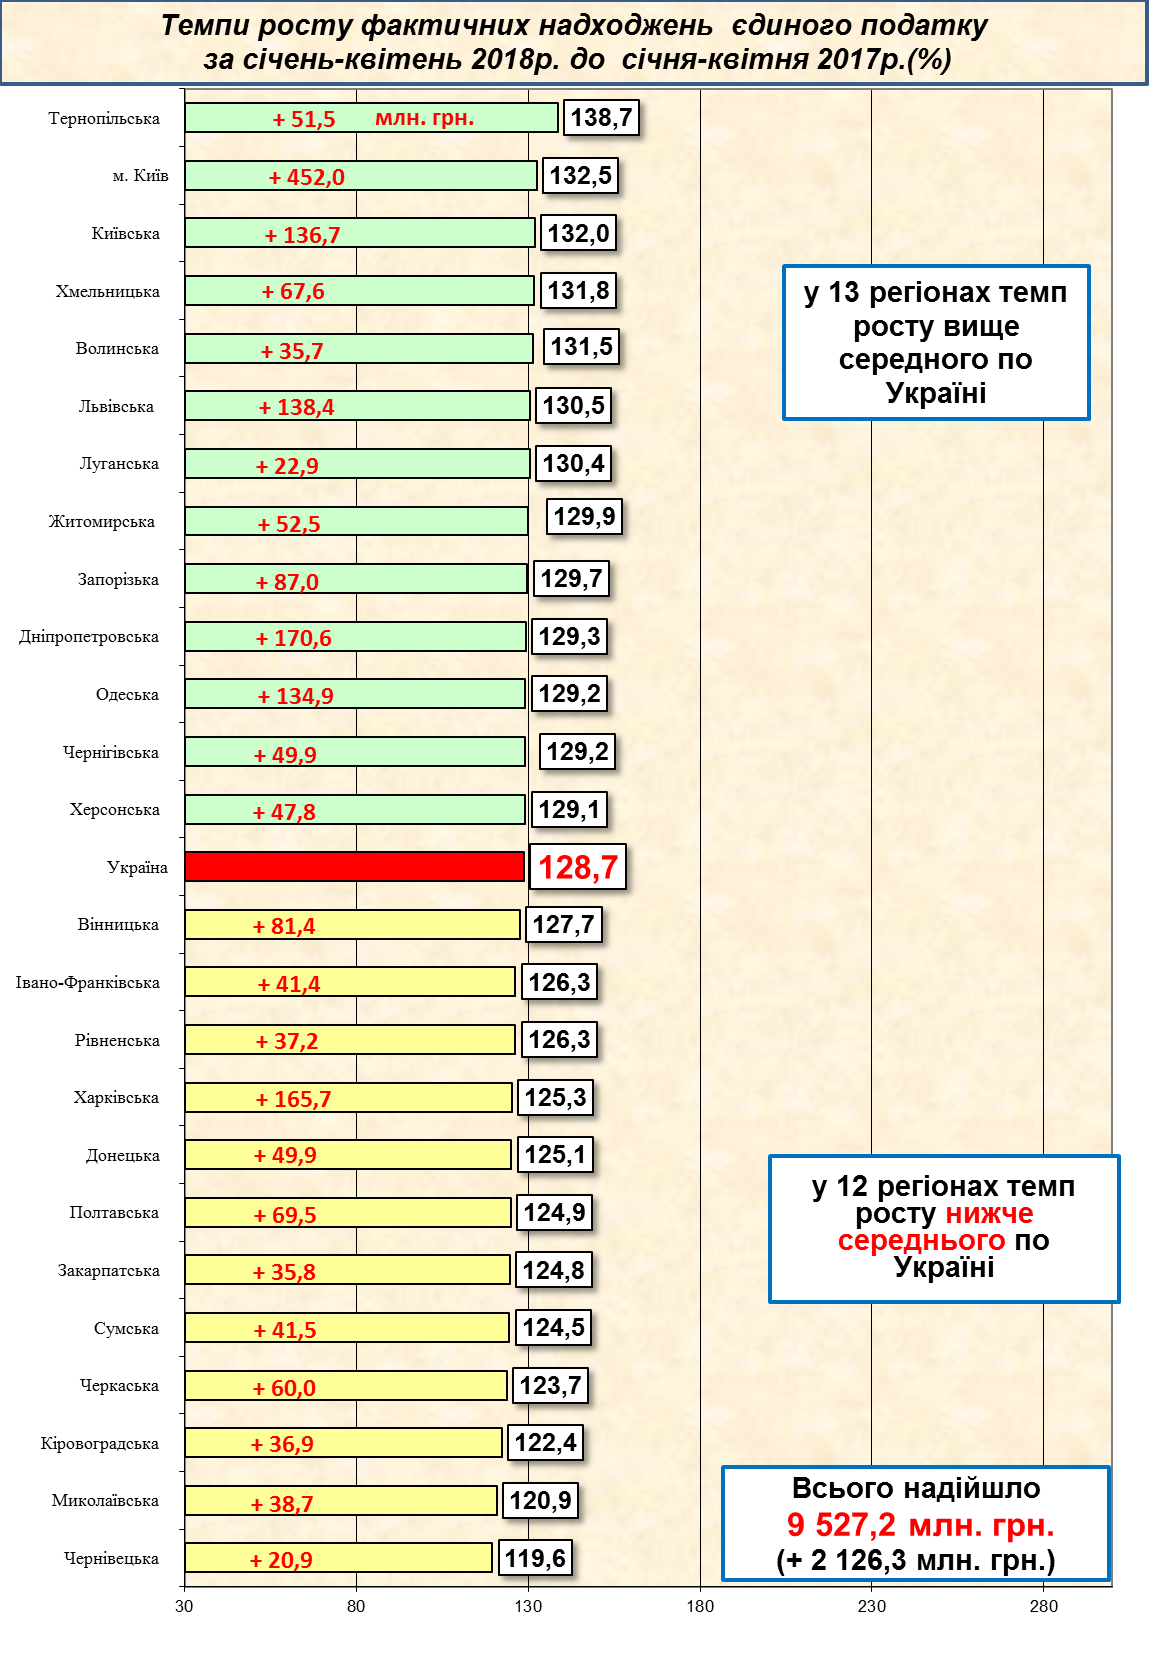 Темпи росту фактичних надходжень єдиного податку
за січень-квітень 2018р. до січня-квітня 2017р.(%)
Тернопільська + 51,5 млн. грн. 138,7
м. Київ + 452,0 132,5
Київська + 136,7 132,0
Хмельницька + 67,6 131,8
Волинська + 35,7 131,5
Львівська + 138,4 130,5
Луганська + 22,9 130,4
Житомирська + 52,5 129,9
Запорізька + 87,0 129,7
Дніпропетровська + 170,6 129,3
Одеська + 134,9 129,2
Чернігівська + 49,9 129,2
Херсонська + 47,8 129,1
Україна 128,7
Вінницька + 81,4 127,7
Івано-Франківська + 41,4 126,3
Рівненська + 37,2 126,3
Харківська + 165,7 125,3
Донецька + 49,9 125,1
Полтавська + 69,5 124,9
Закарпатська + 35,8 124,8
Сумська + 41,5 124,5
Черкаська + 60,0 123,7
Кіровоградська + 36,9 122,4
Миколаївська + 38,7 120,9
Чернівецька + 20,9 119,6
30 80 130 180 230 280
у 13 регіонах темп
росту вище
середного по
Україні
у 12 регіонах темп
росту нижче
середнього по
Україні
Всього надійшло
9 527,2 млн. грн.
(+ 2 126,3 млн. грн.)